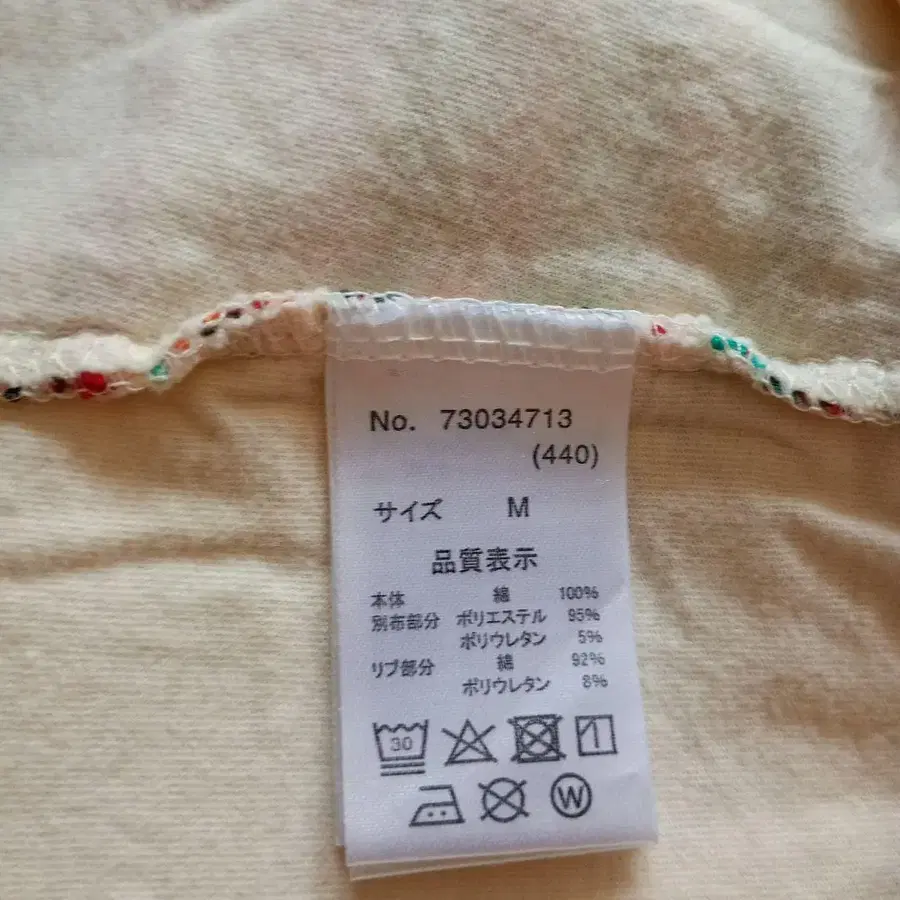 No. 73034713
(440)
サイズ M
品質表示
本体 綿 100%
別布部分 ポリエステル 95%
ポリウレタン 5%
リブ部分 綿 92%
ポリウレタン 8%
30
W